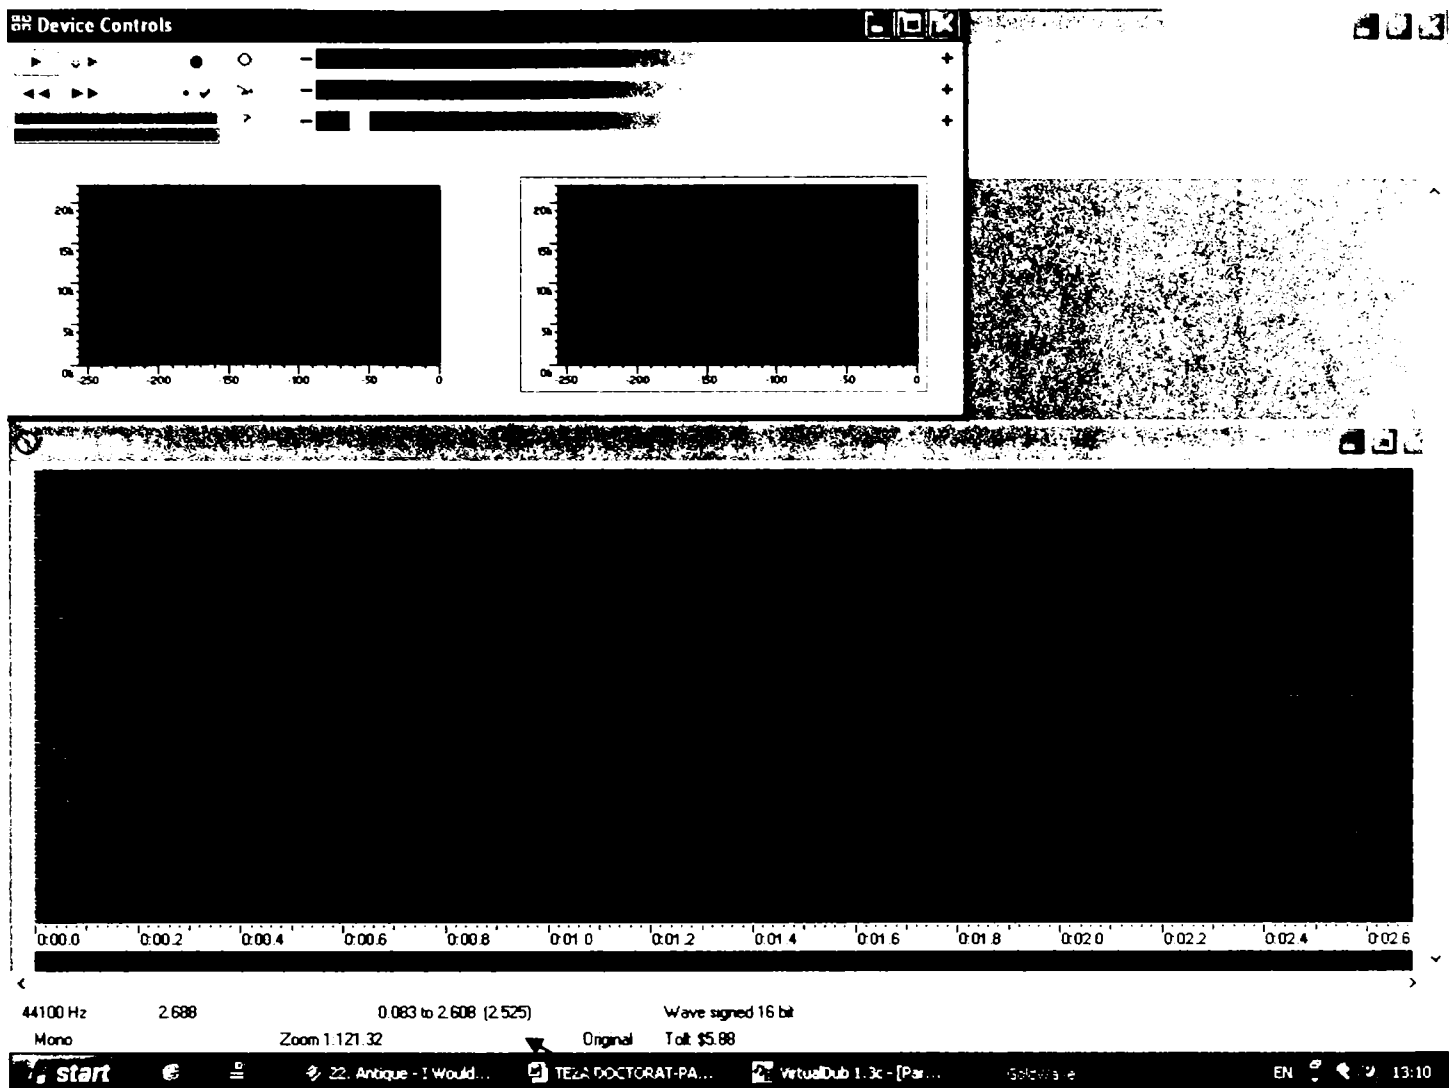 Device Controls
20k 15k 10k 5k 0k
-250 -200 -150 -100 -50 0
20k 15k 10k 5k 0k
-250 -200 -150 -100 -50 0
0:00.0 0:00.2 0:00.4 0:00.6 0:00.8 0:01.0 0:01.2 0:01.4 0:01.6 0:01.8 0:02.0 0:02.2 0:02.4 0:02.6
44100 Hz 2.688 0.083 to 2.608 (2.525) Wave signed 16 bit
Mono Zoom 1:121.32 Original Toll: $5.88
start 22. Antique - I Would... TEZA DOCTORAT-PA... VirtualDub 1.3c - [Par... GoldWave EN 13:10